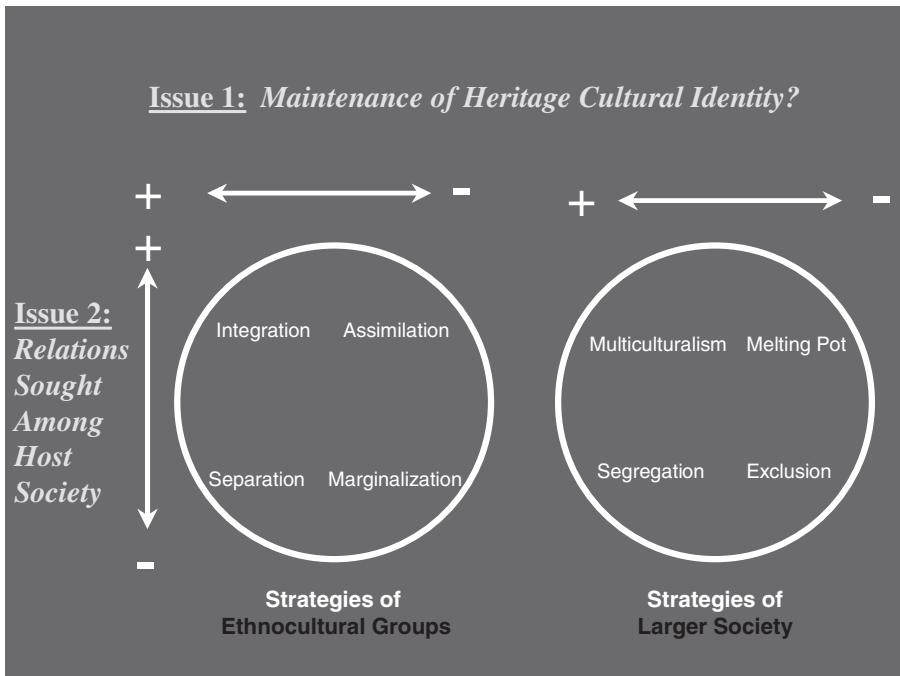 Issue 1: Maintenance of Heritage Cultural Identity?
+ -
+ -
+
Issue 2:
Relations
Sought
Among
Host
Society
-
Integration Assimilation
Separation Marginalization
Strategies of
Ethnocultural Groups
Multiculturalism Melting Pot
Segregation Exclusion
Strategies of
Larger Society